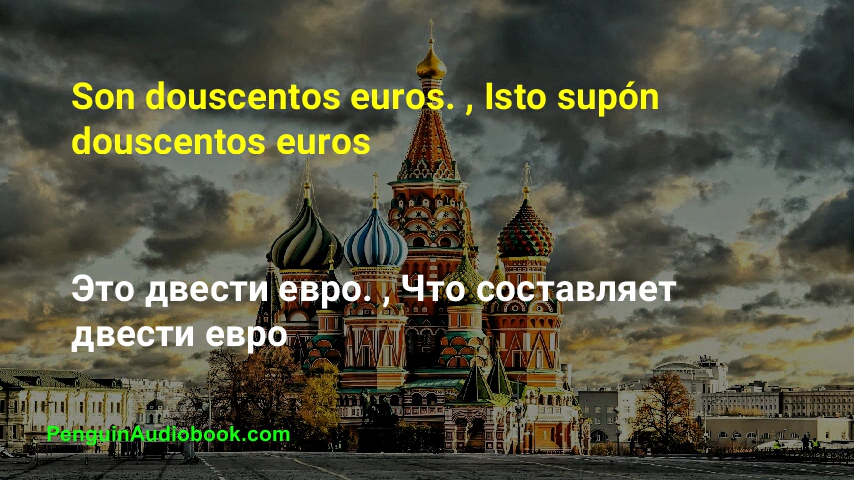 Son douscentos euros. , Isto supón
douscentos euros
Это двести евро. , Что составляет
двести евро
PenguinAudiobook.com